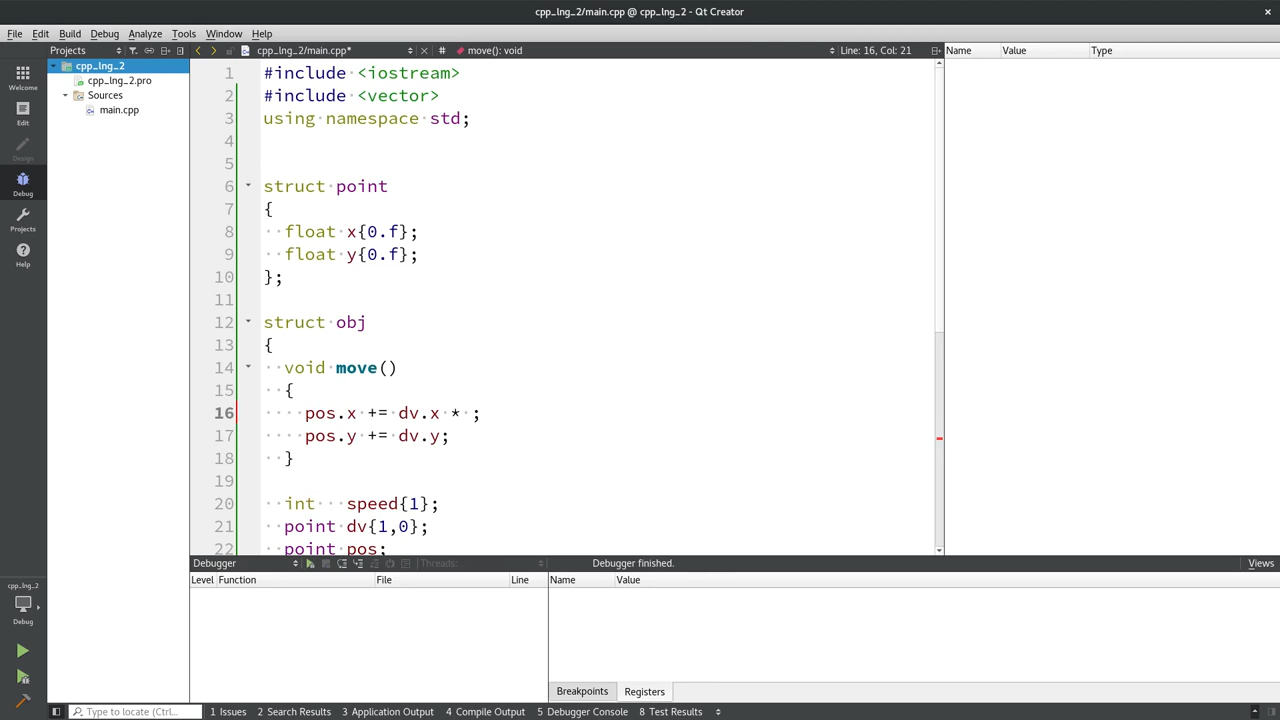 cpp_lng_2/main.cpp @ cpp_lng_2 - Qt Creator
File Edit Build Debug Analyze Tools Window Help
Projects cpp_lng_2/main.cpp* # move(): void Line: 16, Col: 21 Name Value Type
Welcome
Edit
Design
Debug
Projects
Help
cpp_lng_2
Debug
cpp_lng_2
cpp_lng_2.pro
Sources
main.cpp
1 #include <iostream>
2 #include <vector>
3 using namespace std;
4
5
6 struct point
7 {
8 float x{0.f};
9 float y{0.f};
10 };
11
12 struct obj
13 {
14 void move()
15 {
16 pos.x += dv.x * ;
17 pos.y += dv.y;
18 }
19
20 int speed{1};
21 point dv{1,0};
22 point pos;
Debugger Threads: Debugger finished. Views
Level Function File Line Name Value
Breakpoints Registers
Type to locate (Ctrl... 1 Issues 2 Search Results 3 Application Output 4 Compile Output 5 Debugger Console 8 Test Results